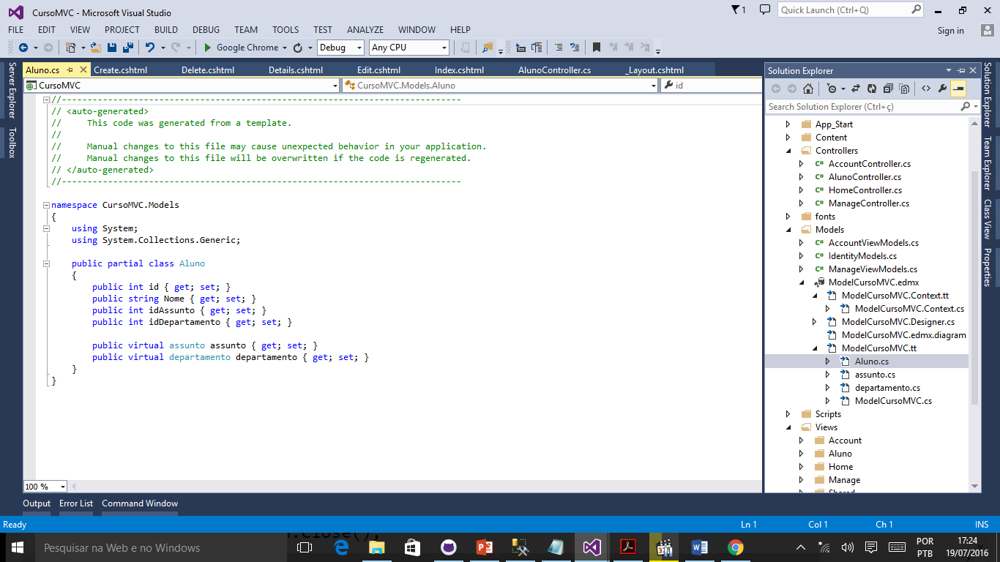 CursoMVC - Microsoft Visual Studio
1
Quick Launch (Ctrl+Q)
FILE EDIT VIEW PROJECT BUILD DEBUG TEAM TOOLS TEST ANALYZE WINDOW HELP
Sign in
Google Chrome Debug Any CPU
Server Explorer
Toolbox
Aluno.cs Create.cshtml Delete.cshtml Details.cshtml Edit.cshtml Index.cshtml AlunoController.cs _Layout.cshtml
CursoMVC CursoMVC.Models.Aluno id
//------------------------------------------------------------------------------
// <auto-generated>
//     This code was generated from a template.
//
//     Manual changes to this file may cause unexpected behavior in your application.
//     Manual changes to this file will be overwritten if the code is regenerated.
// </auto-generated>
//------------------------------------------------------------------------------
namespace CursoMVC.Models
{
    using System;
    using System.Collections.Generic;
    public partial class Aluno
    {
        public int id { get; set; }
        public string Nome { get; set; }
        public int idAssunto { get; set; }
        public int idDepartamento { get; set; }
        public virtual assunto assunto { get; set; }
        public virtual departamento departamento { get; set; }
    }
}
100 %
Solution Explorer
Search Solution Explorer (Ctrl+ç)
App_Start
Content
Controllers
C# AccountController.cs
C# AlunoController.cs
C# HomeController.cs
C# ManageController.cs
fonts
Models
C# AccountViewModels.cs
C# IdentityModels.cs
C# ManageViewModels.cs
ModelCursoMVC.edmx
ModelCursoMVC.Context.tt
ModelCursoMVC.Context.cs
ModelCursoMVC.Designer.cs
ModelCursoMVC.edmx.diagram
ModelCursoMVC.tt
Aluno.cs
assunto.cs
departamento.cs
ModelCursoMVC.cs
Scripts
Views
Account
Aluno
Home
Manage
Shared
Solution Explorer
Team Explorer
Class View
Properties
Output Error List Command Window
Ready Ln 1 Col 1 Ch 1 INS
Pesquisar na Web e no Windows
POR
PTB
17:24
19/07/2016